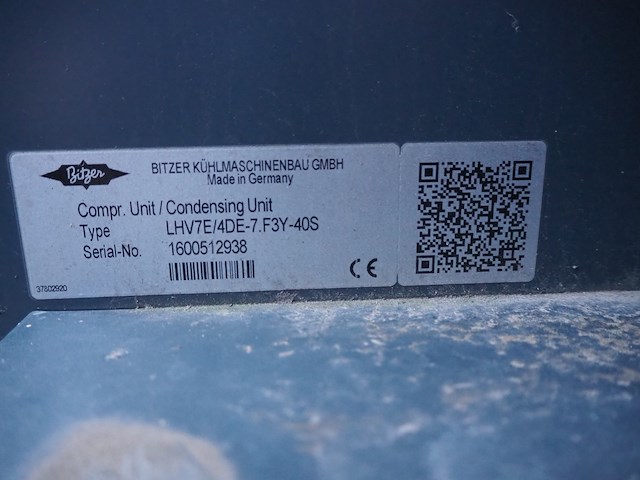 Bitzer
BITZER KÜHLMASCHINENBAU GMBH
Made in Germany
Compr. Unit / Condensing Unit
Type LHV7E/4DE-7.F3Y-40S
Serial-No. 1600512938
CE
37802920